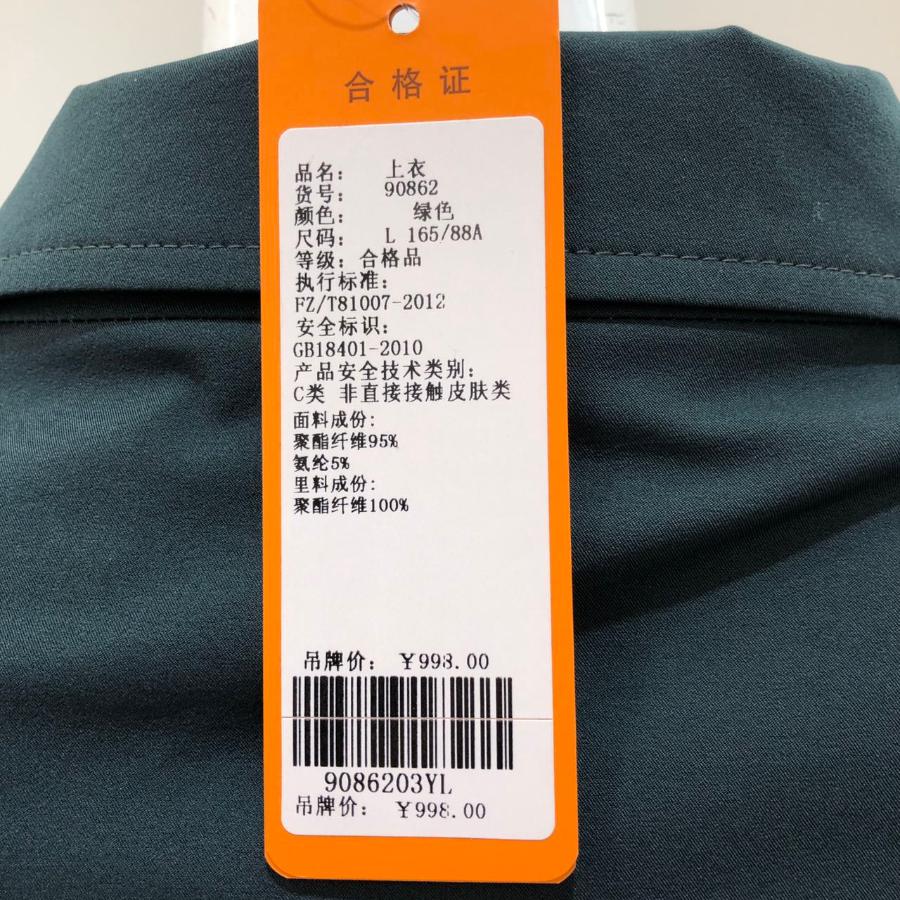 合格证
品名： 上衣
货号： 90862
颜色： 绿色
尺码： L 165/88A
等级：合格品
执行标准：
FZ/T81007-2012
安全标识：
GB18401-2010
产品安全技术类别：
C类 非直接接触皮肤类
面料成份：
聚酯纤维95%
氨纶5%
里料成份：
聚酯纤维100%
吊牌价： ￥998.00
9086203YL
吊牌价： ￥998.00